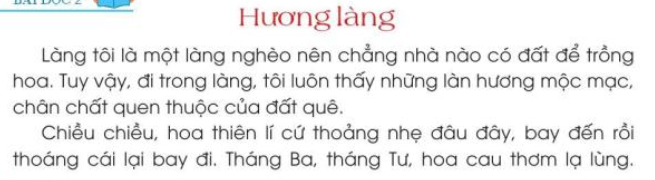 BÀI ĐỌC 2
Hương làng
Làng tôi là một làng nghèo nên chẳng nhà nào có đất để trồng
hoa. Tuy vậy, đi trong làng, tôi luôn thấy những làn hương mộc mạc,
chân chất quen thuộc của đất quê.
Chiều chiều, hoa thiên lí cứ thoảng nhẹ đâu đây, bay đến rồi
thoáng cái lại bay đi. Tháng Ba, tháng Tư, hoa cau thơm lạ lùng.